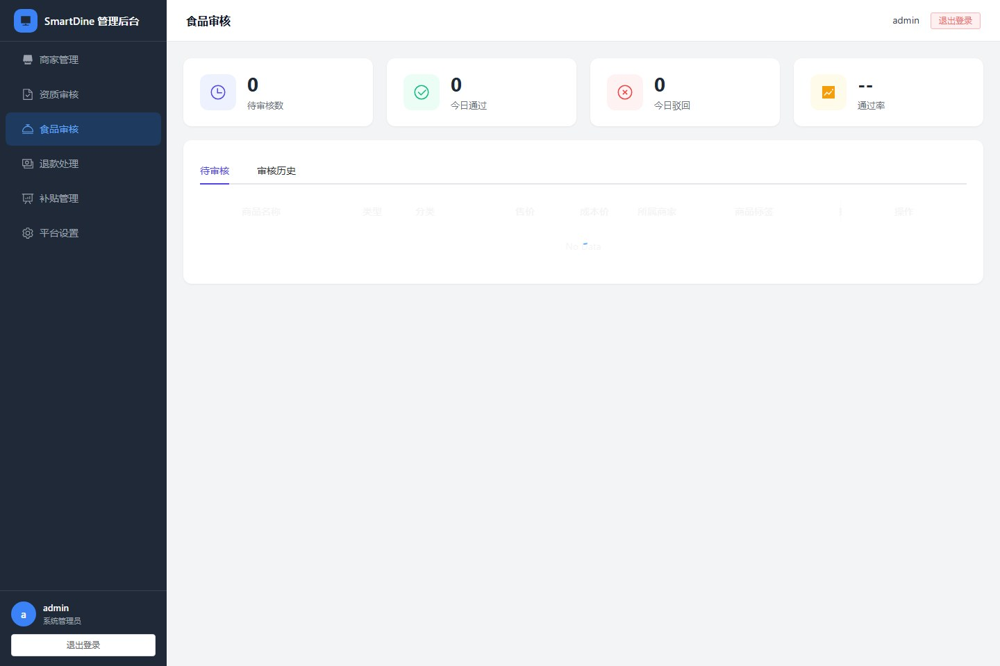 SmartDine 管理后台
商家管理
资质审核
食品审核
退款处理
补贴管理
平台设置
a
admin
系统管理员
退出登录
食品审核
admin
退出登录
0
待审核数
0
今日通过
0
今日驳回
--
通过率
待审核
审核历史
商品名称
类型
分类
售价
成本价
所属商家
商品标签
操作
No Data